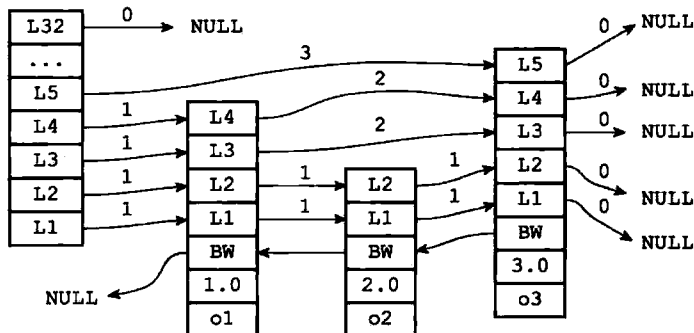 L32 0 NULL
...
L5 3 L5 0 NULL
L4 1 L4 2 L4 0 NULL
L3 1 L3 2 L3 0 NULL
L2 1 L2 1 L2 1 L2 0 NULL
L1 1 L1 1 L1 1 L1 0 NULL
BW BW BW
NULL 1.0 2.0 3.0
o1 o2 o3